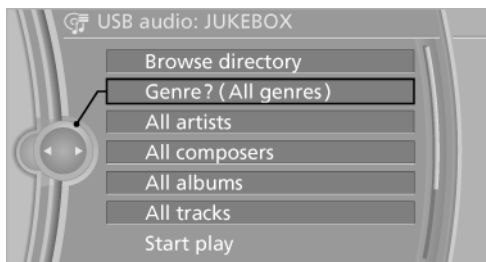 USB audio: JUKEBOX
Browse directory
Genre? (All genres)
All artists
All composers
All albums
All tracks
Start play